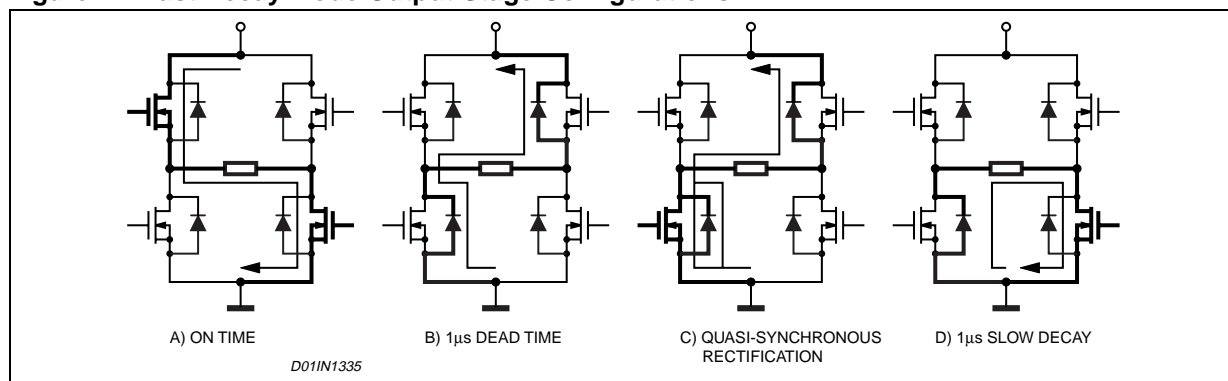 A) ON TIME
B) 1μs DEAD TIME
C) QUASI-SYNCHRONOUS
RECTIFICATION
D) 1μs SLOW DECAY
D01IN1335